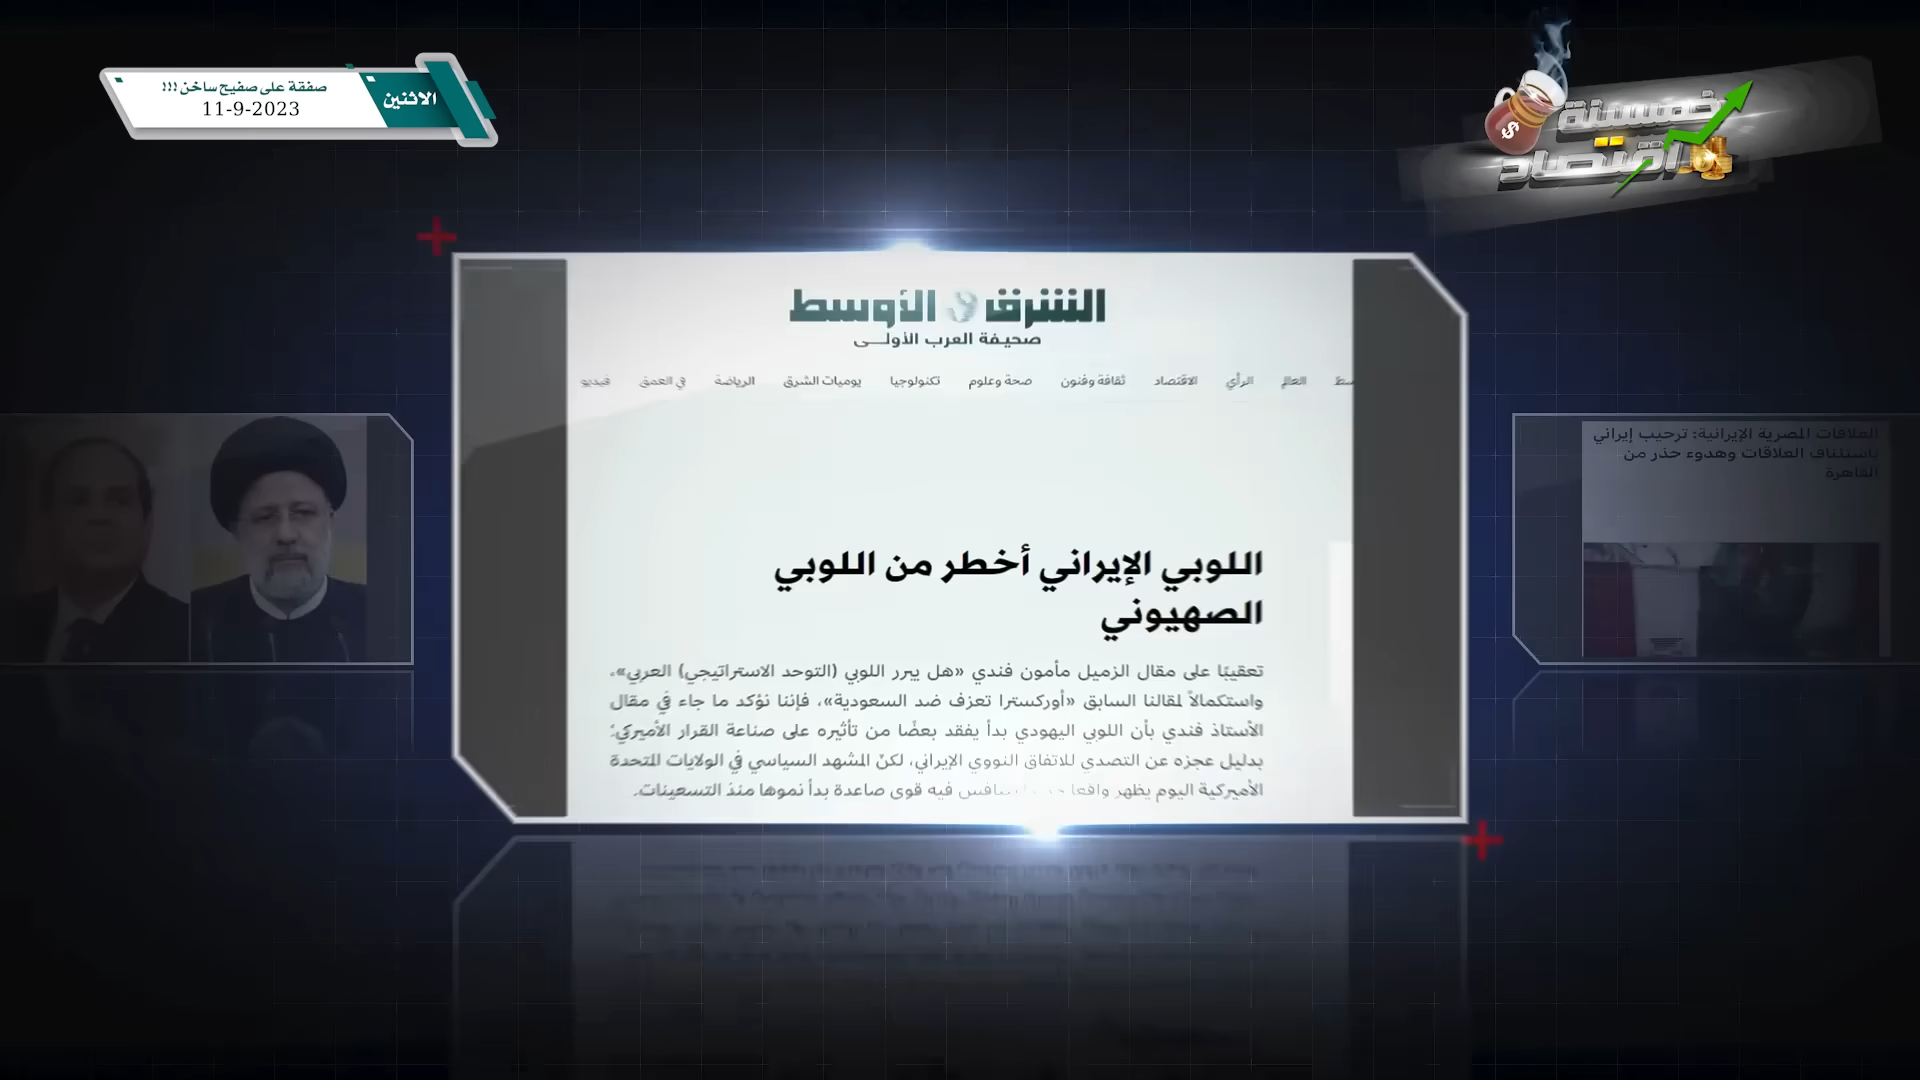 صفقة على صفيح ساخن !!!
11-9-2023
الاثنين
خمسينة
اقتصاد
الشرق الأوسط
صحيفة العرب الأولى
سط العالم الرأي الاقتصاد ثقافة وفنون صحة وعلوم تكنولوجيا يوميات الشرق الرياضة في العمق فيديو
اللوبي الإيراني أخطر من اللوبي
الصهيوني
تعقيبًا على مقال الزميل مأمون فندي «هل يبرر اللوبي (التوحد الاستراتيجي) العربي»،
واستكمالاً لمقالنا السابق «أوركسترا تعزف ضد السعودية»، فإننا نؤكد ما جاء في مقال
الأستاذ فندي بأن اللوبي اليهودي بدأ يفقد بعضًا من تأثيره على صناعة القرار الأميركي؛
بدليل عجزه عن التصدي للاتفاق النووي الإيراني، لكنّ المشهد السياسي في الولايات المتحدة
الأميركية اليوم يظهر واقعا فيه قوى صاعدة بدأ نموها منذ التسعينات.
العلاقات المصرية الإيرانية: ترحيب إيراني
باستئناف العلاقات وهدوء حذر من
القاهرة